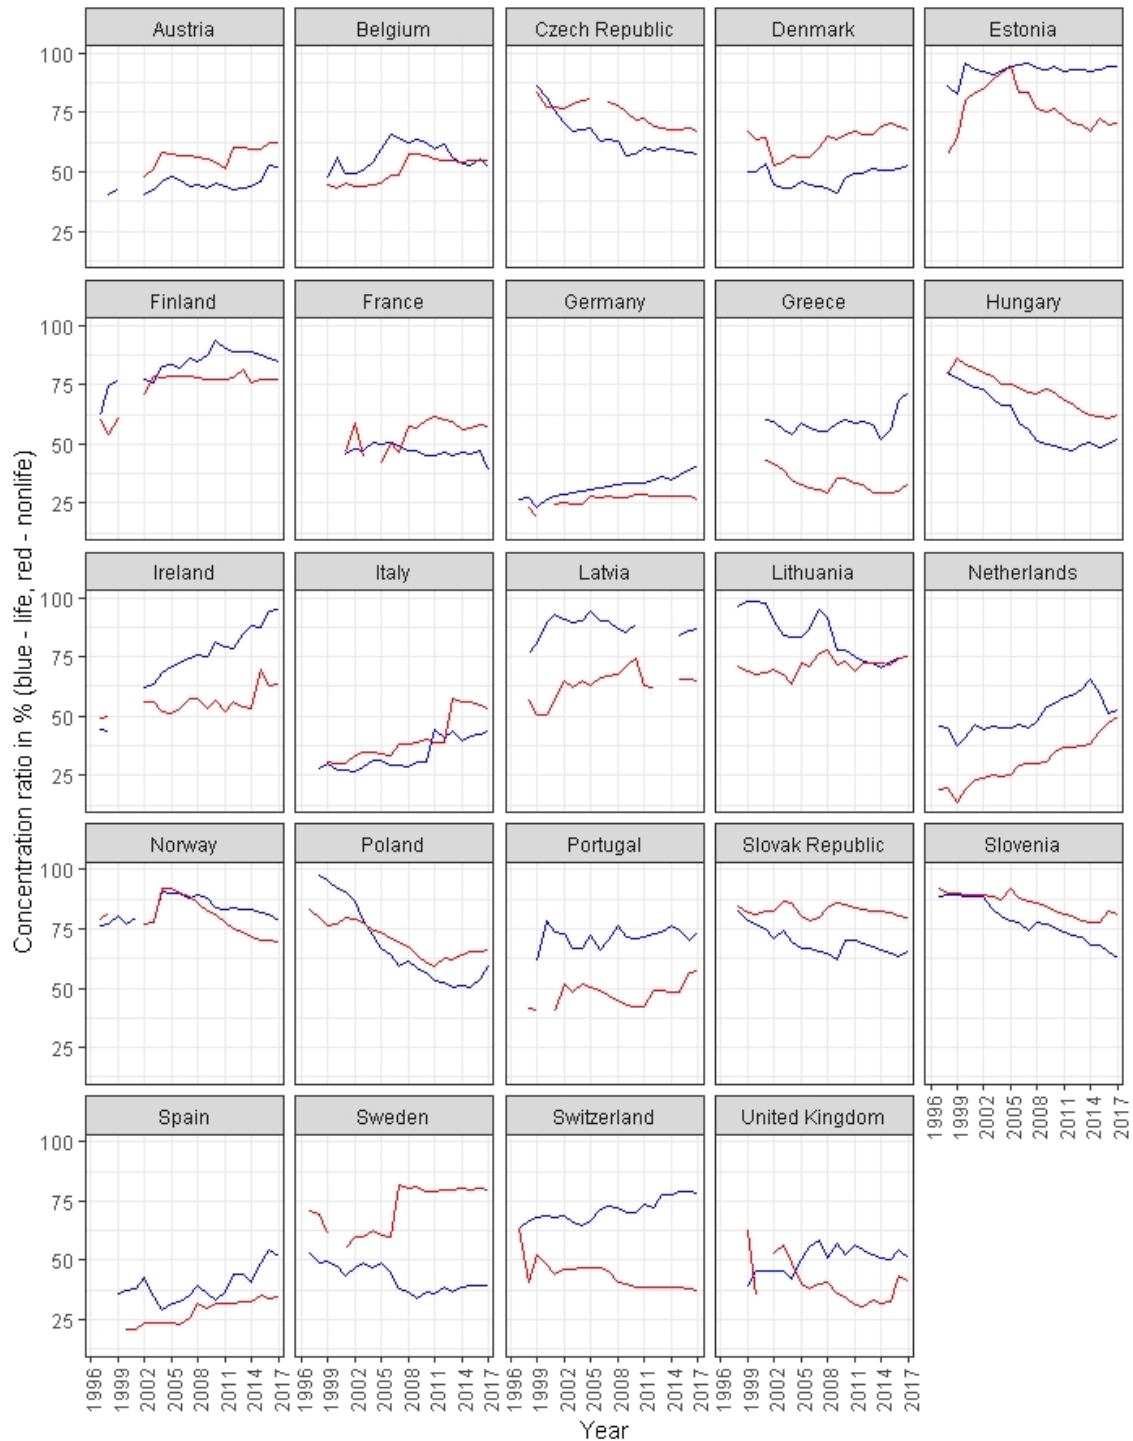 Austria Belgium Czech Republic Denmark Estonia
100
75
50
25
Finland France Germany Greece Hungary
100
75
50
25
Ireland Italy Latvia Lithuania Netherlands
100
75
50
25
Norway Poland Portugal Slovak Republic Slovenia
100
75
50
25
1996 1999 2002 2005 2008 2011 2014 2017
Spain Sweden Switzerland United Kingdom
100
75
50
25
1996 1999 2002 2005 2008 2011 2014 2017 1996 1999 2002 2005 2008 2011 2014 2017 1996 1999 2002 2005 2008 2011 2014 2017 1996 1999 2002 2005 2008 2011 2014 2017
Year
Concentration ratio in % (blue - life, red - nonlife)